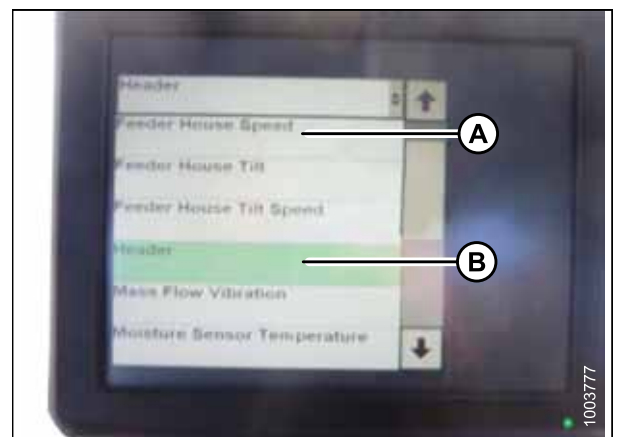 Header
Feeder House Speed
A
Feeder House Tilt
Feeder House Tilt Speed
Header
B
Mass Flow Vibration
Moisture Sensor Temperature
1003777